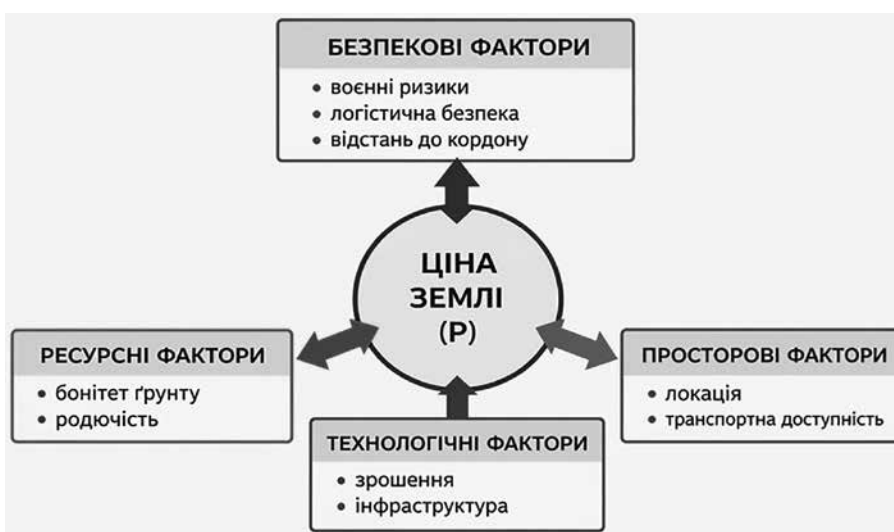 БЕЗПЕКОВІ ФАКТОРИ
• воєнні ризики
• логістична безпека
• відстань до кордону
ЦІНА
ЗЕМЛІ
(Р)
РЕСУРСНІ ФАКТОРИ
• бонітет ґрунту
• родючість
ПРОСТОРОВІ ФАКТОРИ
• локація
• транспортна доступність
ТЕХНОЛОГІЧНІ ФАКТОРИ
• зрошення
• інфраструктура